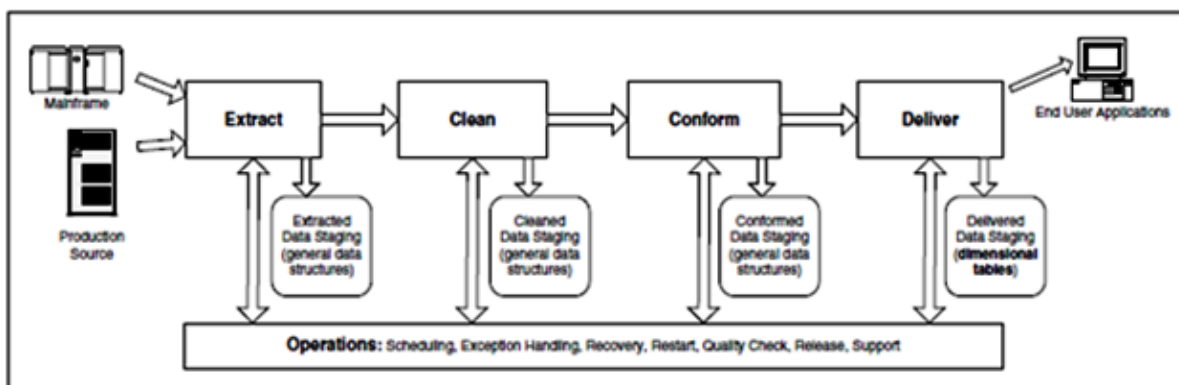 Mainframe
Production
Source
Extract
Clean
Conform
Deliver
End User Applications
Extracted
Data Staging
(general data
structures)
Cleaned
Data Staging
(general data
structures)
Conformed
Data Staging
(general data
structures)
Delivered
Data Staging
(dimensional
tables)
Operations: Scheduling, Exception Handling, Recovery, Restart, Quality Check, Release, Support